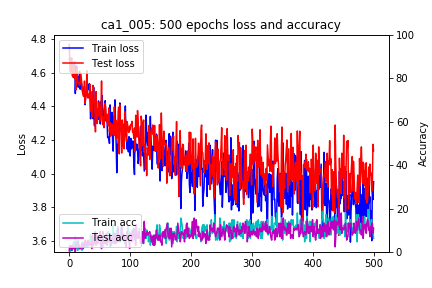 ca1_005: 500 epochs loss and accuracy
Train loss
Test loss
Train acc
Test acc
Loss
Accuracy
4.8
4.6
4.4
4.2
4.0
3.8
3.6
100
80
60
40
20
0
0 100 200 300 400 500